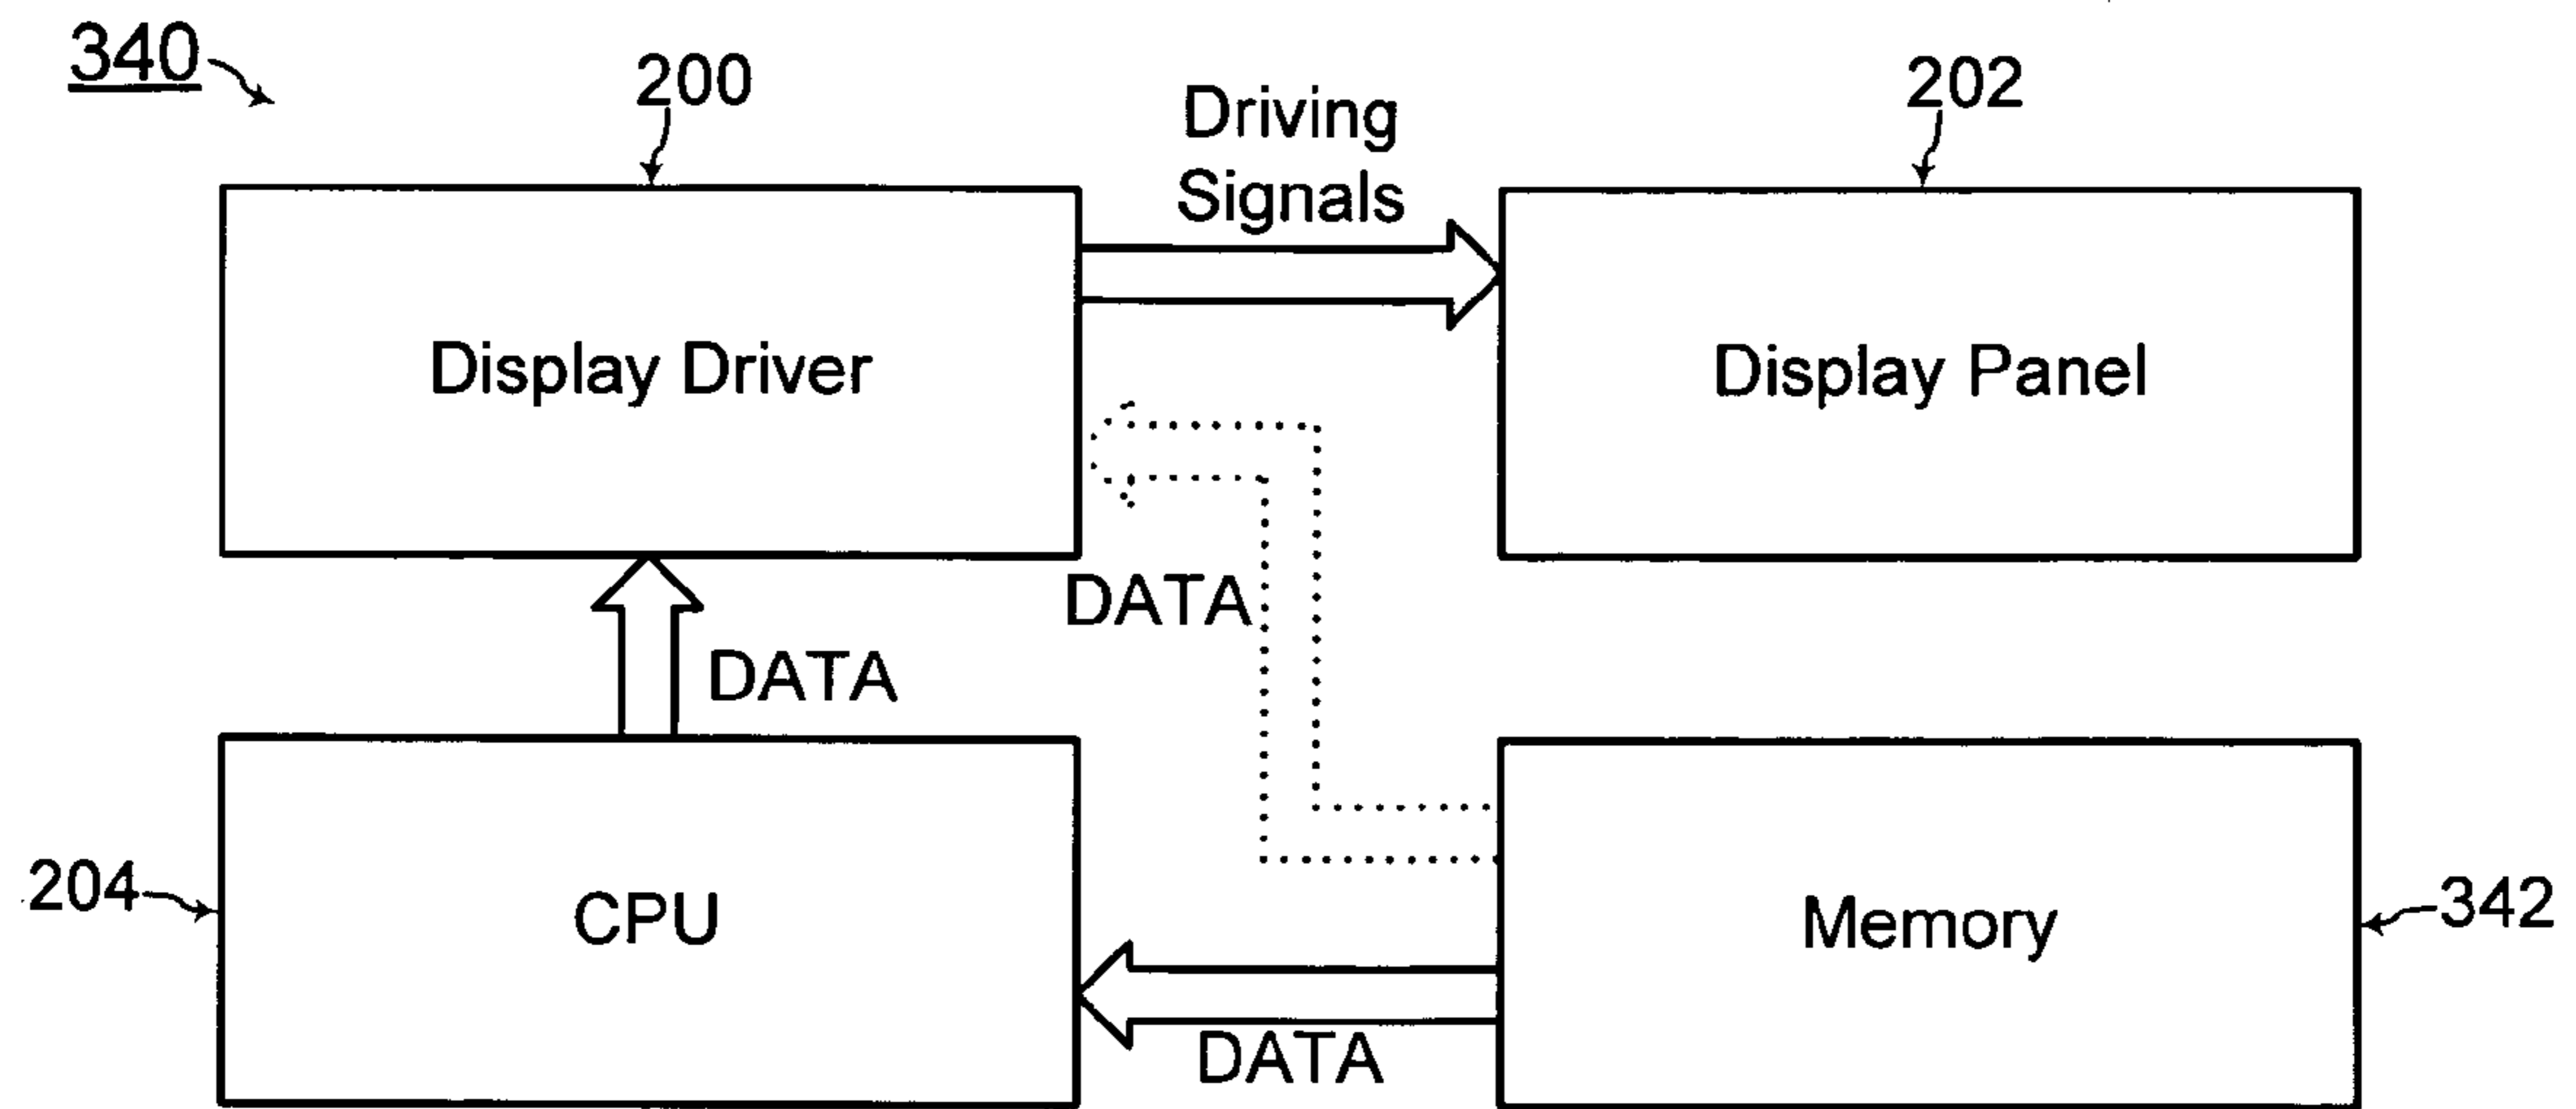 340
200
202
Driving
Signals
Display Driver
Display Panel
DATA
DATA
204
CPU
Memory
342
DATA